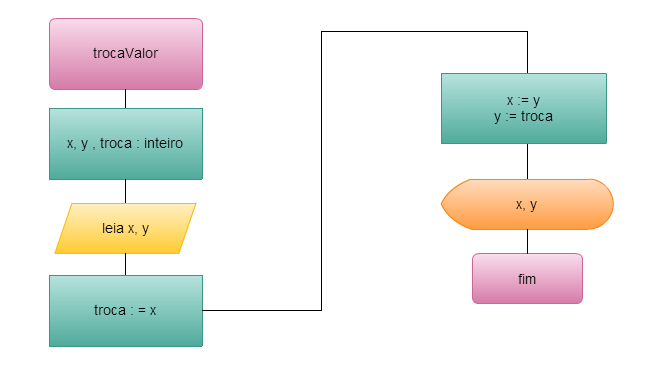 trocaValor
x, y , troca : inteiro
leia x, y
troca : = x
x := y
y := troca
x, y
fim